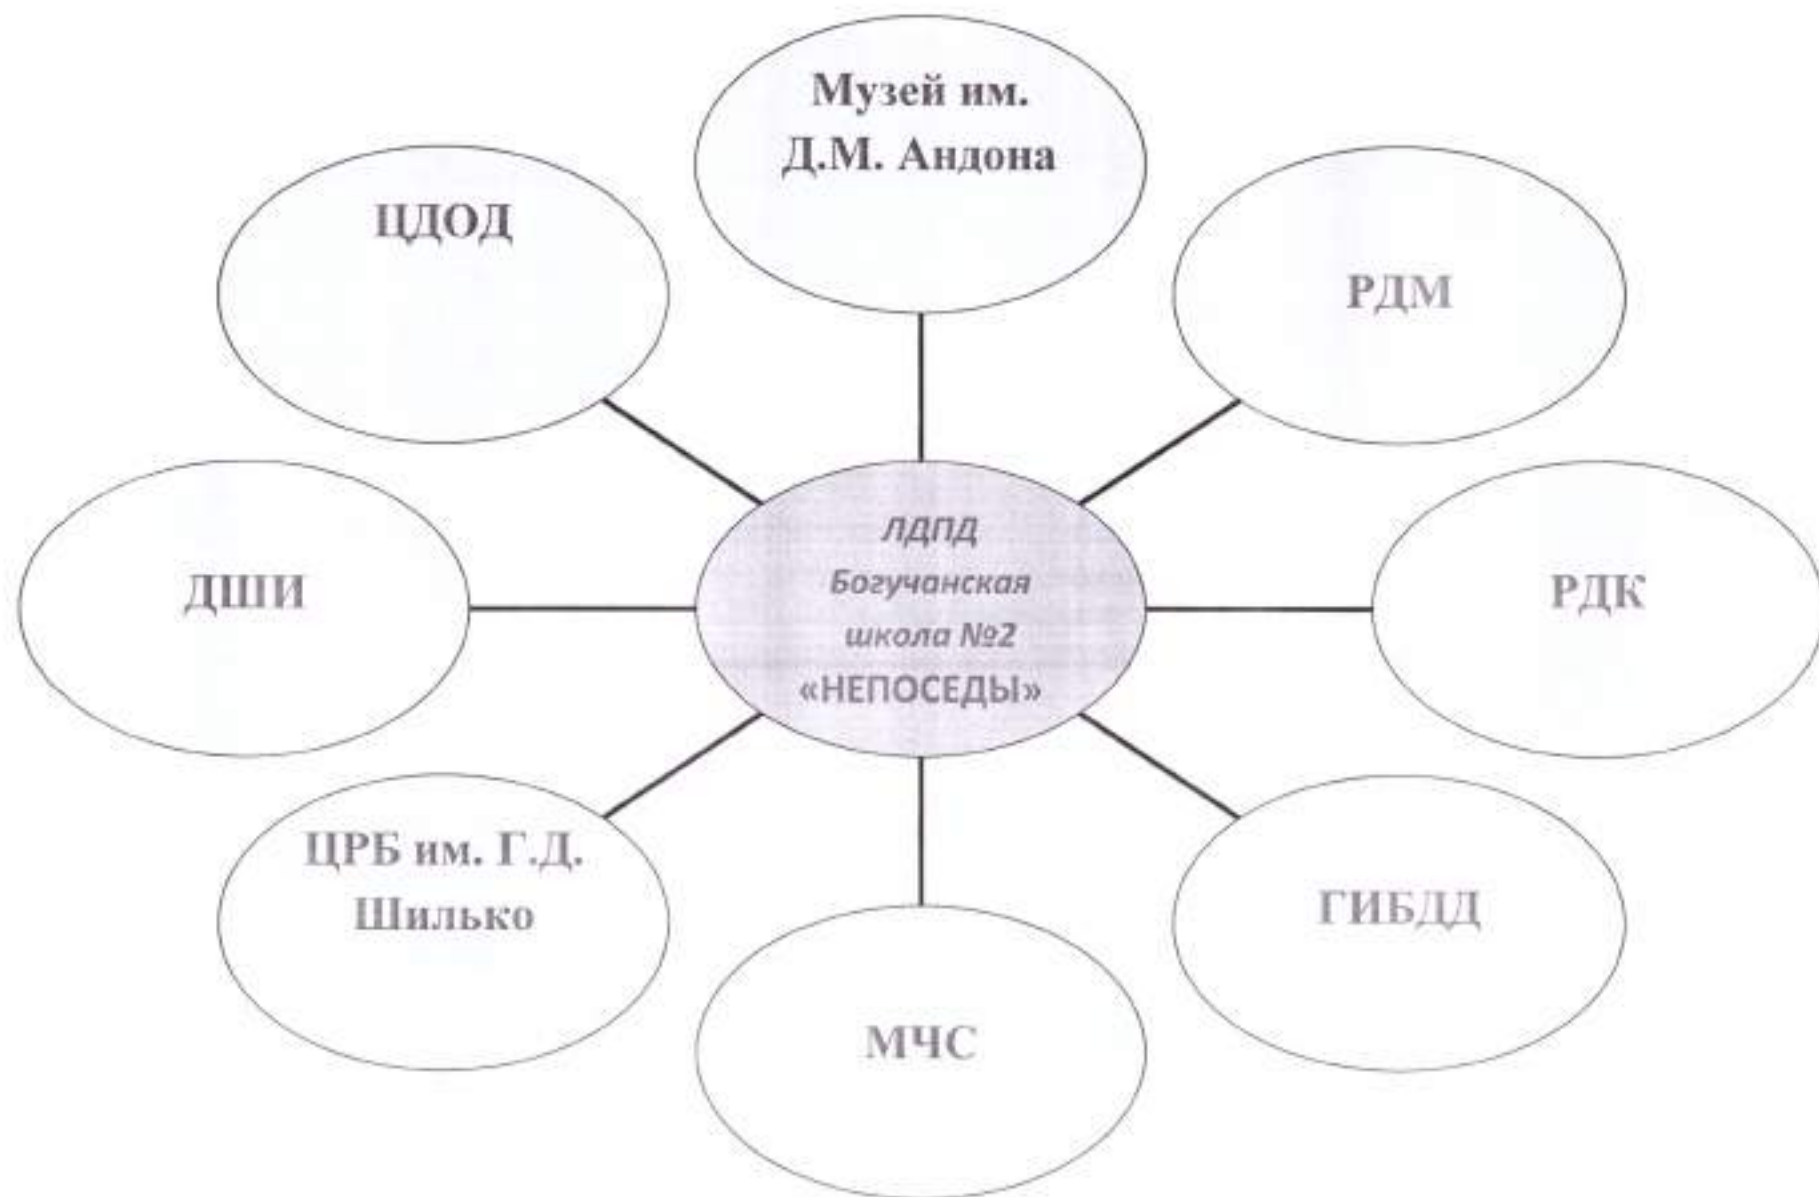 Музей им.
Д.М. Андона
ЦДОД
РДМ
ДШИ
ЛДПД
Богучанская
школа №2
«НЕПОСЕДЫ»
РДК
ЦРБ им. Г.Д.
Шилько
ГИБДД
МЧС